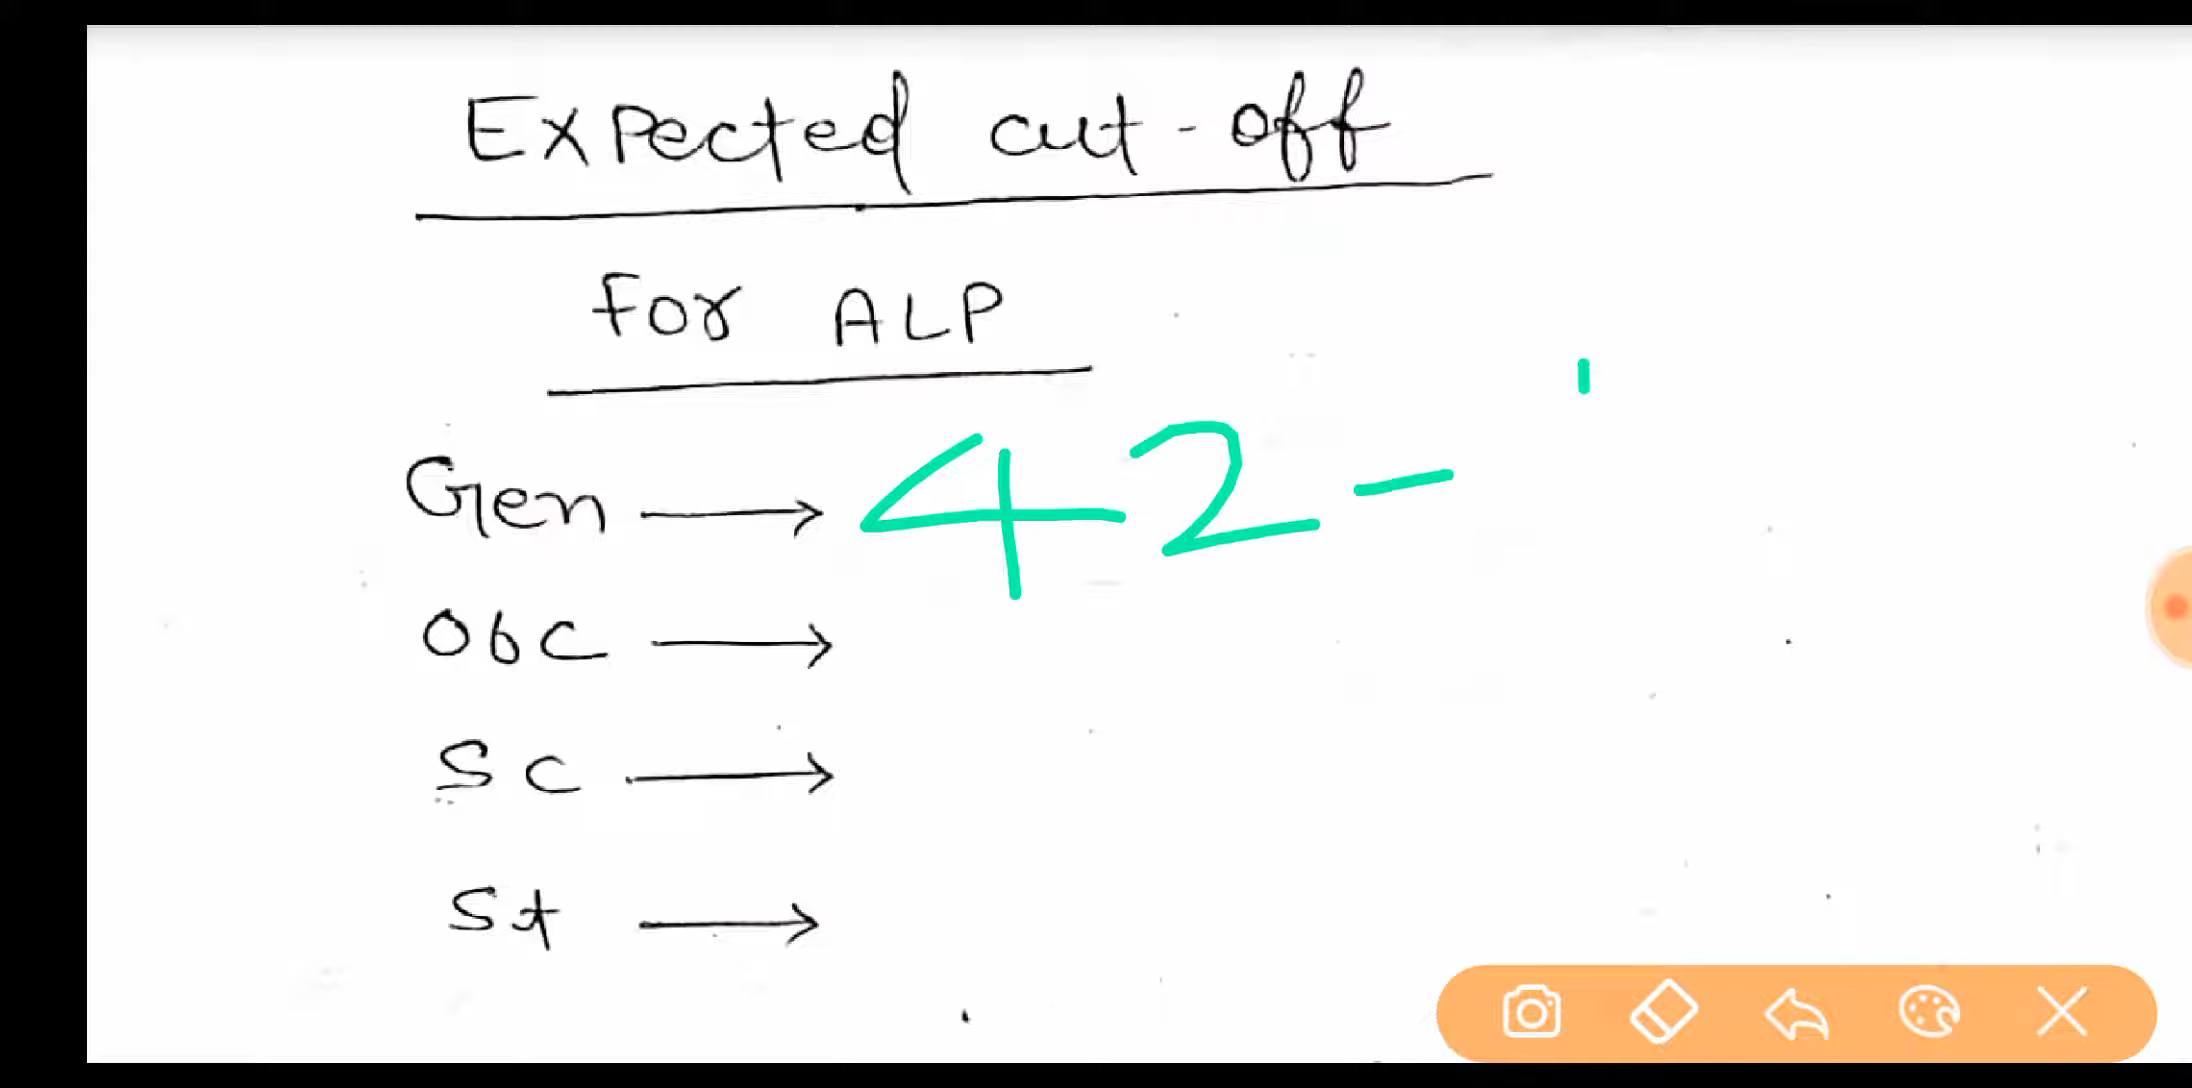 Expected cut-off
For ALP
Gen → 42 -
Obc →
SC →
St →